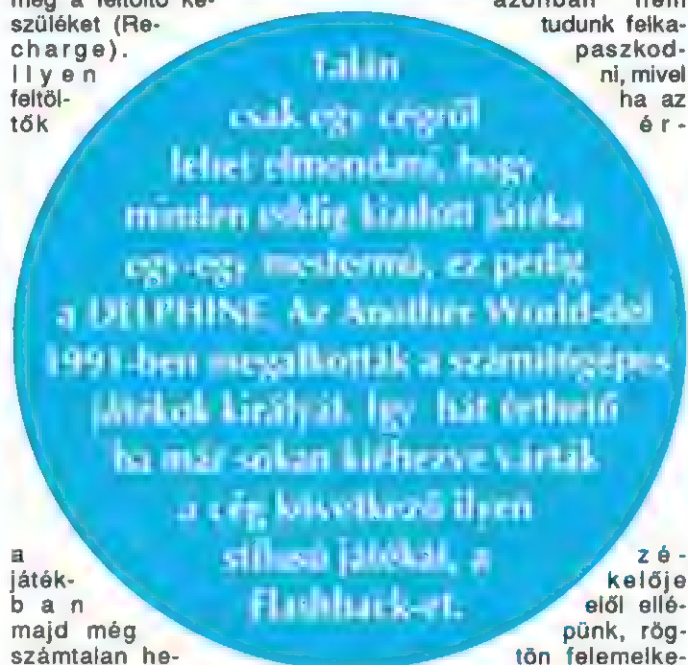 még a feltöltő ké-
szüléket (Re-
charge).
Ilyen
feltöl-
tők
a
játék-
ban
majd még
számtalan he-
Talán
csak egy cégről
lehet elmondani, hogy
minden eddig kiadott játéka
egy-egy mestermű, ez pedig
a DELPHINE. Az Another World-del
1991-ben megalkották a számítógépes
játékok királyát. Így hát érthető
ha már sokan kiéhezve várták
a cég következő ilyen
stílusú játékát, a
Flashback-et.
azonban nem
tudunk felka-
paszkod-
ni, mivel
ha az
ér-
zé-
kelője
elől ellé-
pünk, rög-
tön felemelke-